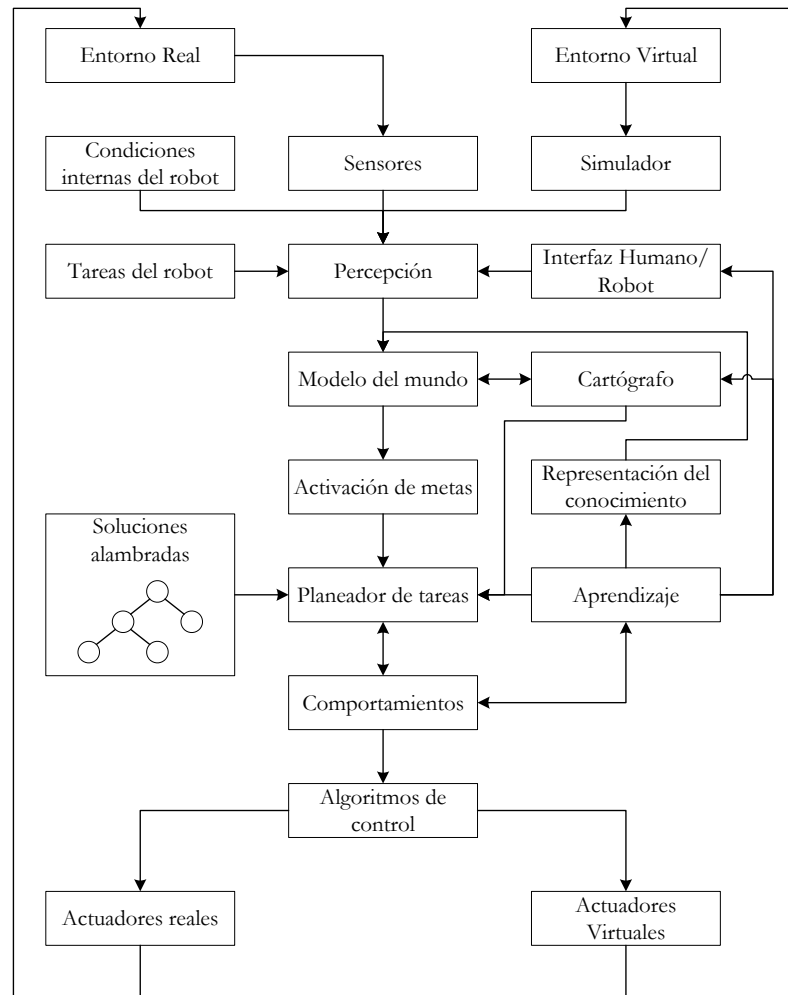 Entorno Real
Entorno Virtual
Condiciones
internas del robot
Sensores
Simulador
Tareas del robot
Percepción
Interfaz Humano/
Robot
Modelo del mundo
Cartógrafo
Activación de metas
Representación del
conocimiento
Soluciones
alambradas
Planeador de tareas
Aprendizaje
Comportamientos
Algoritmos de
control
Actuadores reales
Actuadores
Virtuales